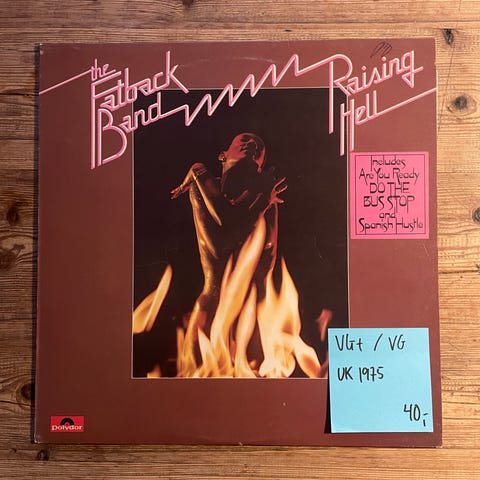 the
Fatback
Band
Raising
Hell
Includes
Are You Ready
DO THE
BUS STOP
and
Spanish Hustle
VG+ / VG
UK 1975
40,-
Polydor